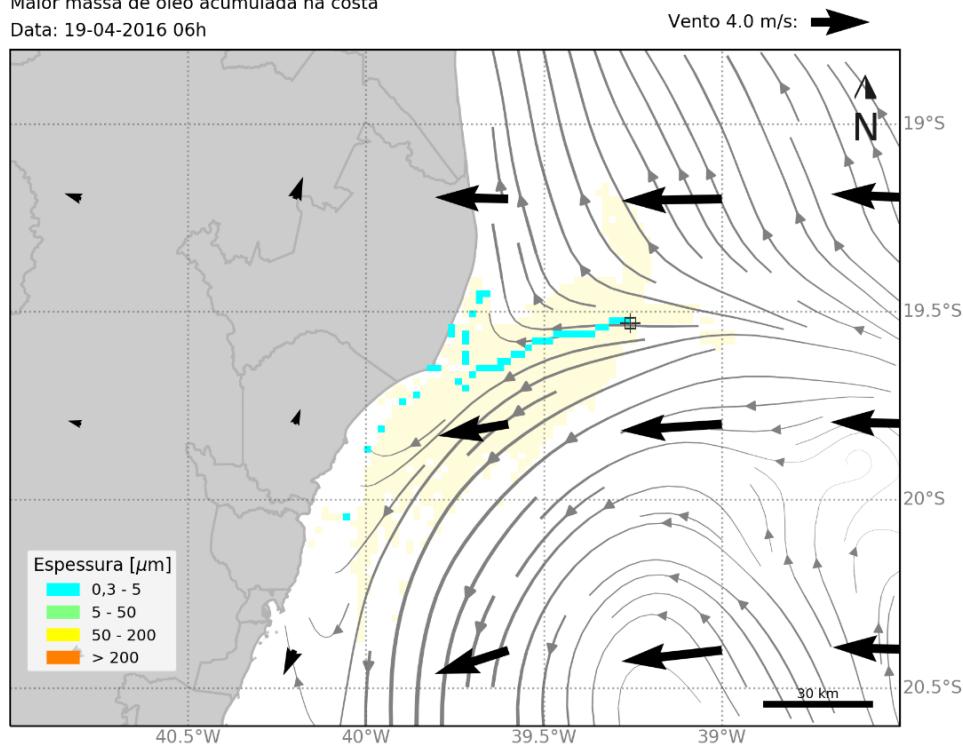 Maior massa de óleo acumulada na costa
Data: 19-04-2016 06h
Vento 4.0 m/s:
N
19°S
19.5°S
20°S
20.5°S
Espessura [μm]
0,3 - 5
5 - 50
50 - 200
> 200
30 km
40.5°W
40°W
39.5°W
39°W